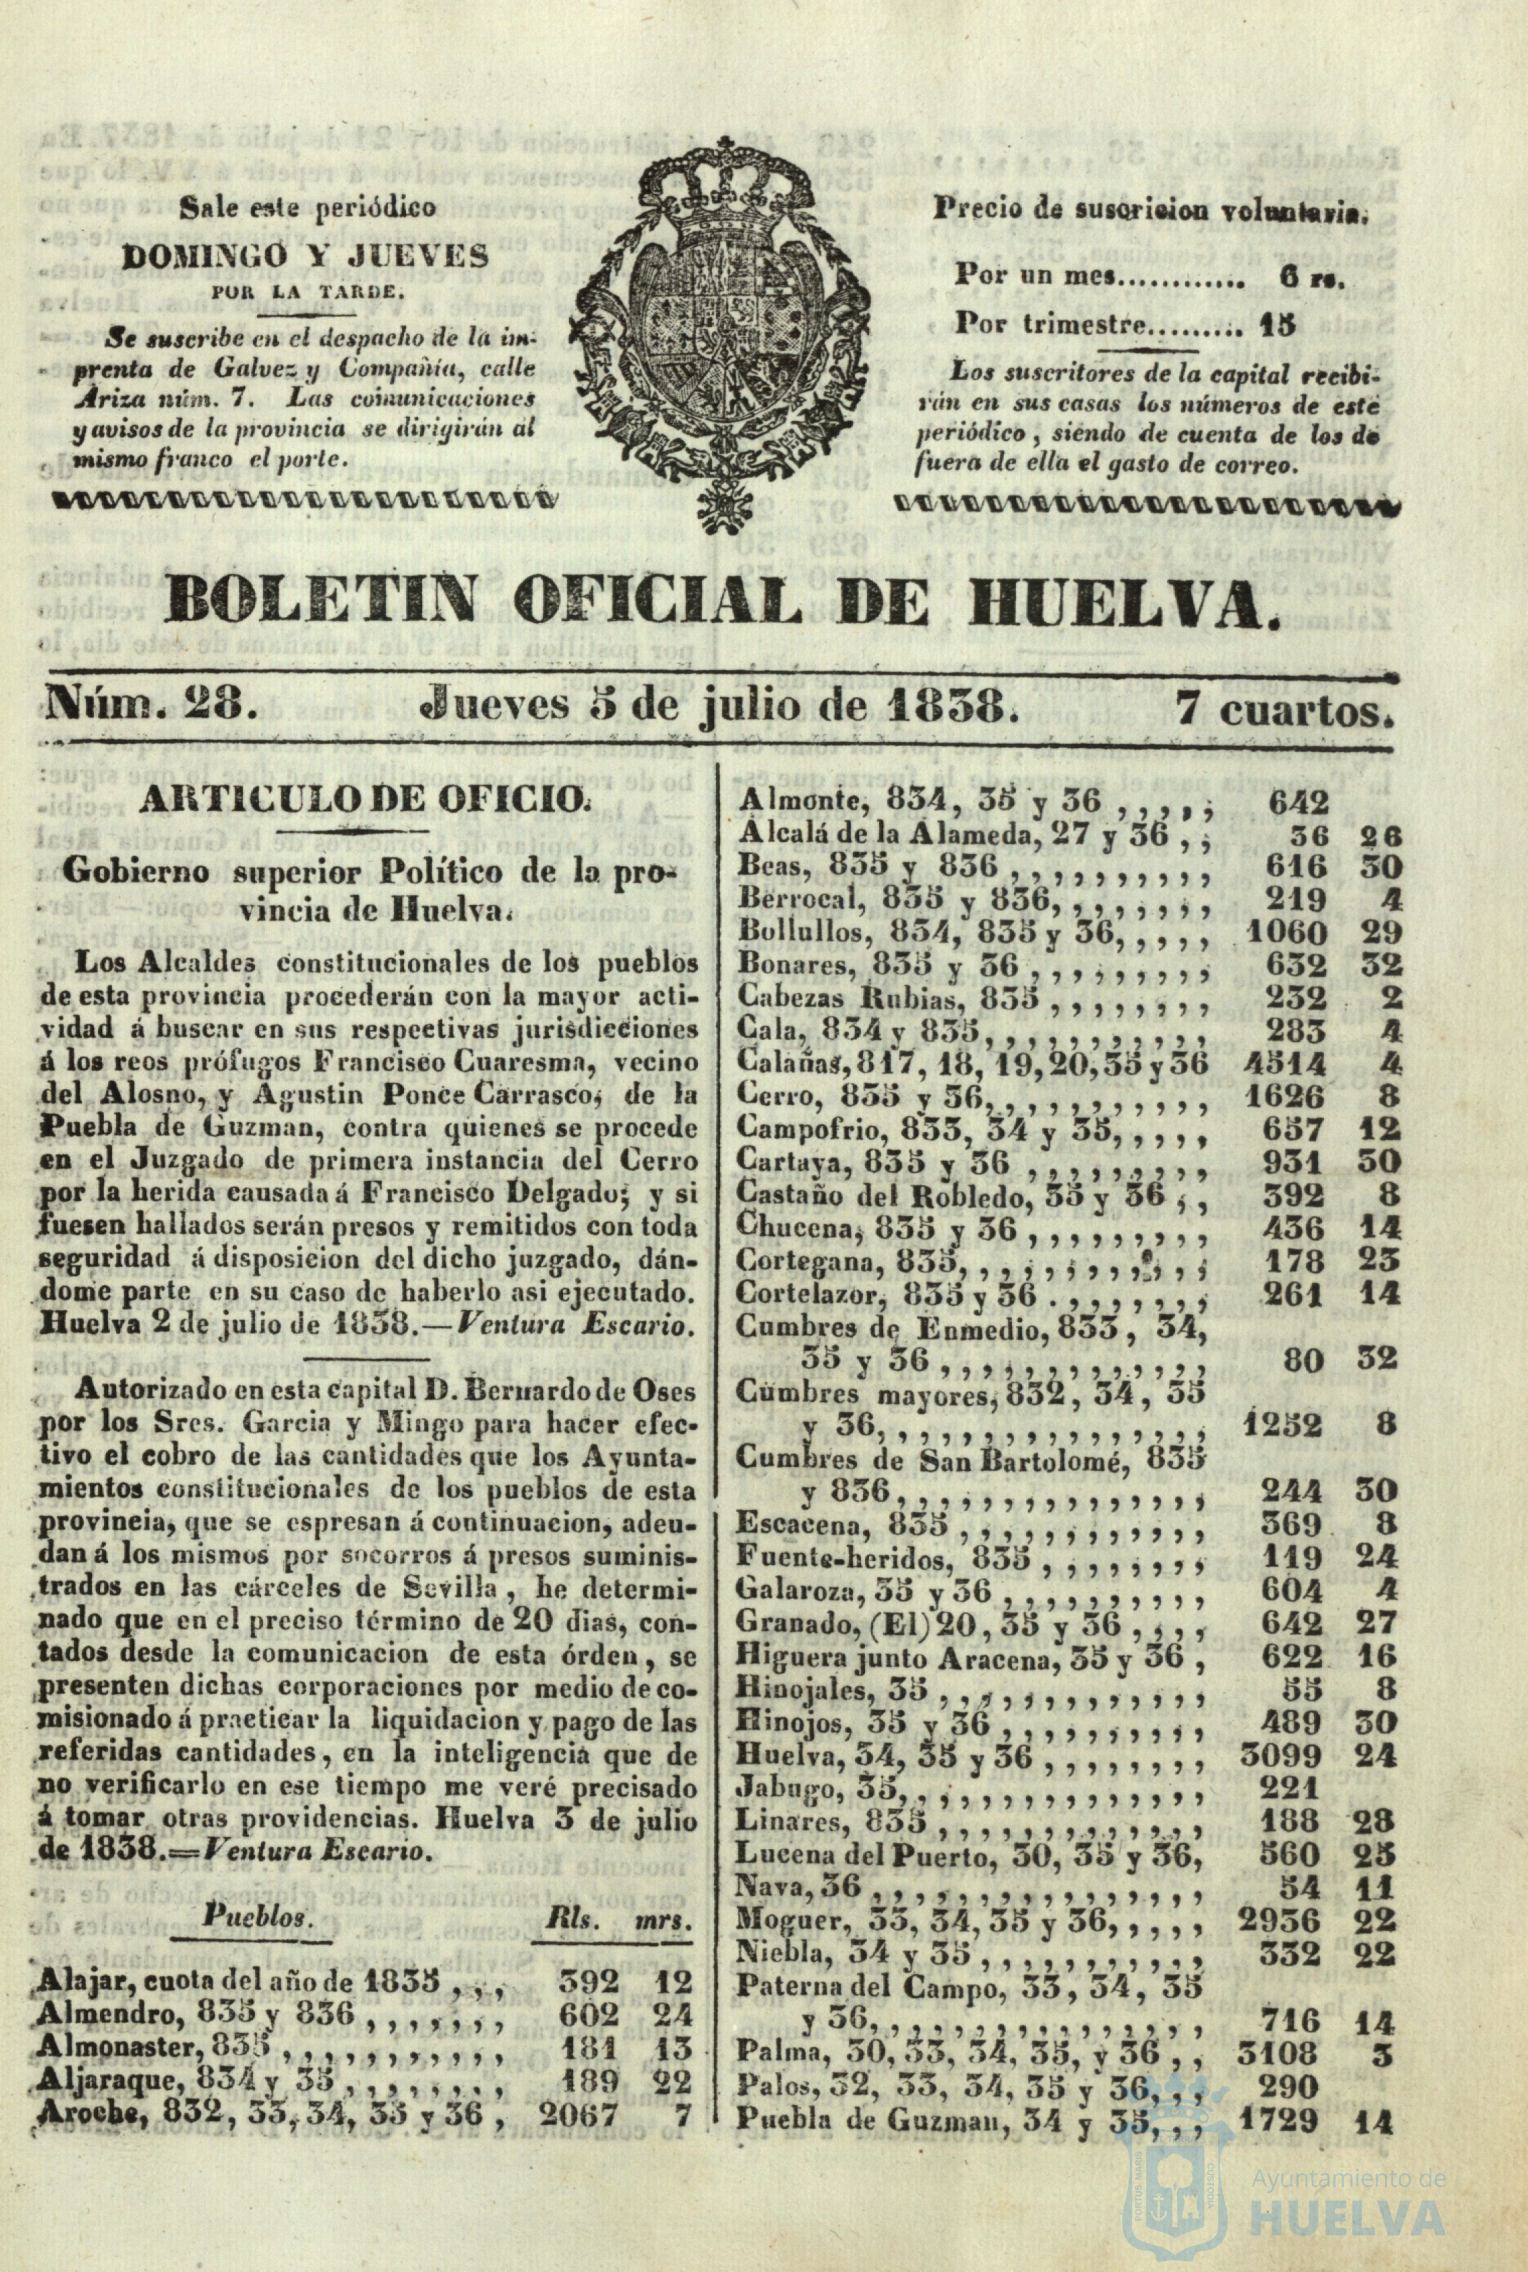 Sale este periódico
DOMINGO Y JUEVES
POR LA TARDE.
Se suscribe en el despacho de la im-
prenta de Galvez y Compañía, calle
Ariza núm. 7. Las comunicaciones
y avisos de la provincia se dirigirán al
mismo franco el porte.
Precio de suscricion voluntaria.
Por un mes............ 6 rs.
Por trimestre......... 15
Los suscritores de la capital recibi-
rán en sus casas los números de este
periódico, siendo de cuenta de los de
fuera de ella el gasto de correo.
BOLETIN OFICIAL DE HUELVA.
Núm. 28. Jueves 5 de julio de 1838. 7 cuartos.
ARTICULO DE OFICIO.
Gobierno superior Político de la pro-
vincia de Huelva.
Los Alcaldes constitucionales de los pueblos
de esta provincia procederán con la mayor acti-
vidad á buscar en sus respectivas jurisdicciones
á los reos prófugos Francisco Cuaresma, vecino
del Alosno, y Agustin Ponce Carrasco, de la
Puebla de Guzman, contra quienes se procede
en el Juzgado de primera instancia del Cerro
por la herida causada á Francisco Delgado; y si
fuesen hallados serán presos y remitidos con toda
seguridad á disposicion del dicho juzgado, dán-
dome parte en su caso de haberlo asi ejecutado.
Huelva 2 de julio de 1838.—Ventura Escario.
Autorizado en esta capital D. Bernardo de Oses
por los Sres. Garcia y Mingo para hacer efec-
tivo el cobro de las cantidades que los Ayunta-
mientos constitucionales de los pueblos de esta
provincia, que se espresan á continuacion, adeu-
dan á los mismos por socorros á presos suminis-
trados en las cárceles de Sevilla, he determi-
nado que en el preciso término de 20 dias, con-
tados desde la comunicacion de esta órden, se
presenten dichas corporaciones por medio de co-
misionado á practicar la liquidacion y pago de las
referidas cantidades, en la inteligencia que de
no verificarlo en ese tiempo me veré precisado
á tomar otras providencias. Huelva 3 de julio
de 1838.=Ventura Escario.
Pueblos. Rls. mrs.
Alajar, cuota del año de 1835 , , , 392 12
Almendro, 835 y 836 , , , , , , , 602 24
Almonaster, 835 , , , , , , , , , , , 181 13
Aljaraque, 834 y 35 , , , , , , , , 189 22
Aroche, 832, 33, 34, 35 y 36 , 2067 7
Almonte, 834, 35 y 36 , , , , , 642
Alcalá de la Alameda, 27 y 36 , , 36 26
Beas, 835 y 836 , , , , , , , , , , 616 30
Berrocal, 835 y 836, , , , , , , , 219 4
Bollullos, 834, 835 y 36, , , , , 1060 29
Bonares, 835 y 36 , , , , , , , , , 632 32
Cabezas Rubias, 835 , , , , , , , , 232 2
Cala, 834 y 835, , , , , , , , , , , 283 4
Calañas, 817, 18, 19, 20, 35 y 36 4514 4
Cerro, 835 y 36, , , , , , , , , , , 1626 8
Campofrio, 833, 34 y 35, , , , , 657 12
Cartaya, 835 y 36 , , , , , , , , , 931 30
Castaño del Robledo, 35 y 36 , , 392 8
Chucena, 835 y 36 , , , , , , , , , 436 14
Cortegana, 835, , , , , , , , , , , , 178 23
Cortelazor, 835 y 36 . , , , , , , , 261 14
Cumbres de Enmedio, 833, 34,
35 y 36 , , , , , , , , , , , , , 80 32
Cumbres mayores, 832, 34, 35
y 36, , , , , , , , , , , , , , , , 1252 8
Cumbres de San Bartolomé, 835
y 836, , , , , , , , , , , , , , , 244 30
Escacena, 835 , , , , , , , , , , , , 369 8
Fuente-heridos, 835 , , , , , , , , 119 24
Galaroza, 35 y 36 , , , , , , , , , , 604 4
Granado, (El) 20, 35 y 36 , , , , 642 27
Higuera junto Aracena, 35 y 36 , 622 16
Hinojales, 35 , , , , , , , , , , , , , 55 8
Hinojos, 35 y 36 , , , , , , , , , , 489 30
Huelva, 34, 35 y 36 , , , , , , , , 3099 24
Jabugo, 35, , , , , , , , , , , , , , , 221
Linares, 835 , , , , , , , , , , , , , 188 28
Lucena del Puerto, 30, 35 y 36, 560 25
Nava, 36 , , , , , , , , , , , , , , , , 54 11
Moguer, 33, 34, 35 y 36, , , , , 2936 22
Niebla, 34 y 35 , , , , , , , , , , , 332 22
Paterna del Campo, 33, 34, 35
y 36, , , , , , , , , , , , , , , , 716 14
Palma, 30, 33, 34, 35, y 36 , , 3108 3
Palos, 32, 33, 34, 35 y 36, , , 290
Puebla de Guzman, 34 y 35, , , 1729 14
PORTUS MARIS
CUSTODIA
Ayuntamiento de
HUELVA